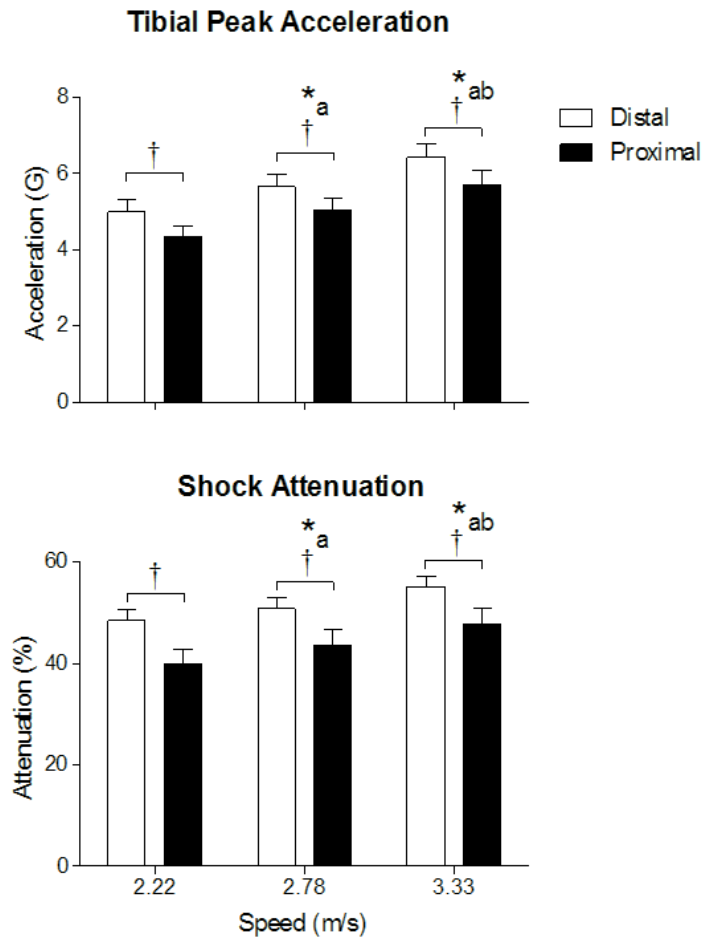 Tibial Peak Acceleration
Acceleration (G)
8
6
4
2
0
†
*a
†
*ab
†
Distal
Proximal
Shock Attenuation
Attenuation (%)
60
40
20
0
†
*a
†
*ab
†
2.22 2.78 3.33
Speed (m/s)